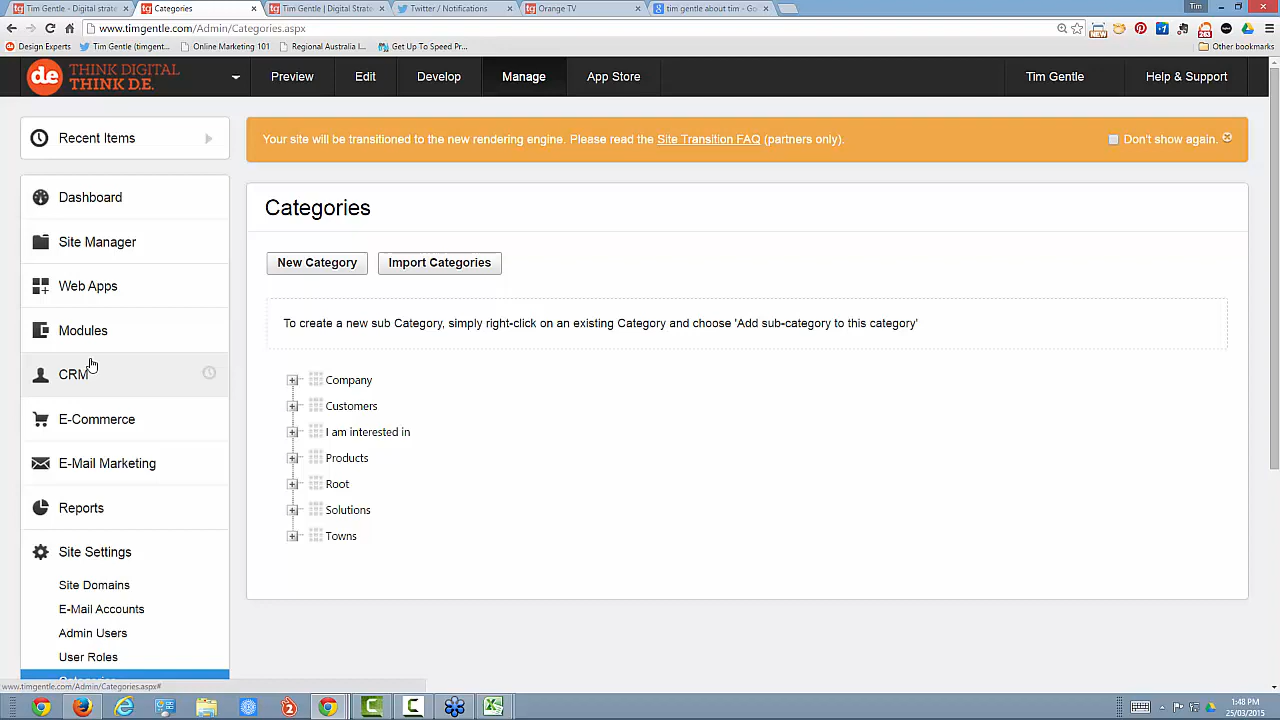 Tim Gentle - Digital Strate
Categories
Tim Gentle | Digital Strate
Twitter / Notifications
Orange TV
tim gentle about tim - Go
Tim
www.timgentle.com/Admin/Categories.aspx
Design Experts
Tim Gentle (timgent...
Online Marketing 101
Regional Australia I...
Get Up To Speed Pr...
Other bookmarks
de THINK DIGITAL
THINK D.E.
Preview
Edit
Develop
Manage
App Store
Tim Gentle
Help & Support
Recent Items
Your site will be transitioned to the new rendering engine. Please read the Site Transition FAQ (partners only).
Don't show again.
Dashboard
Site Manager
Web Apps
Modules
CRM
E-Commerce
E-Mail Marketing
Reports
Site Settings
Site Domains
E-Mail Accounts
Admin Users
User Roles
Categories
New Category
Import Categories
To create a new sub Category, simply right-click on an existing Category and choose 'Add sub-category to this category'
Company
Customers
I am interested in
Products
Root
Solutions
Towns
www.timgentle.com/Admin/Categories.aspx#
1:48 PM
25/03/2015